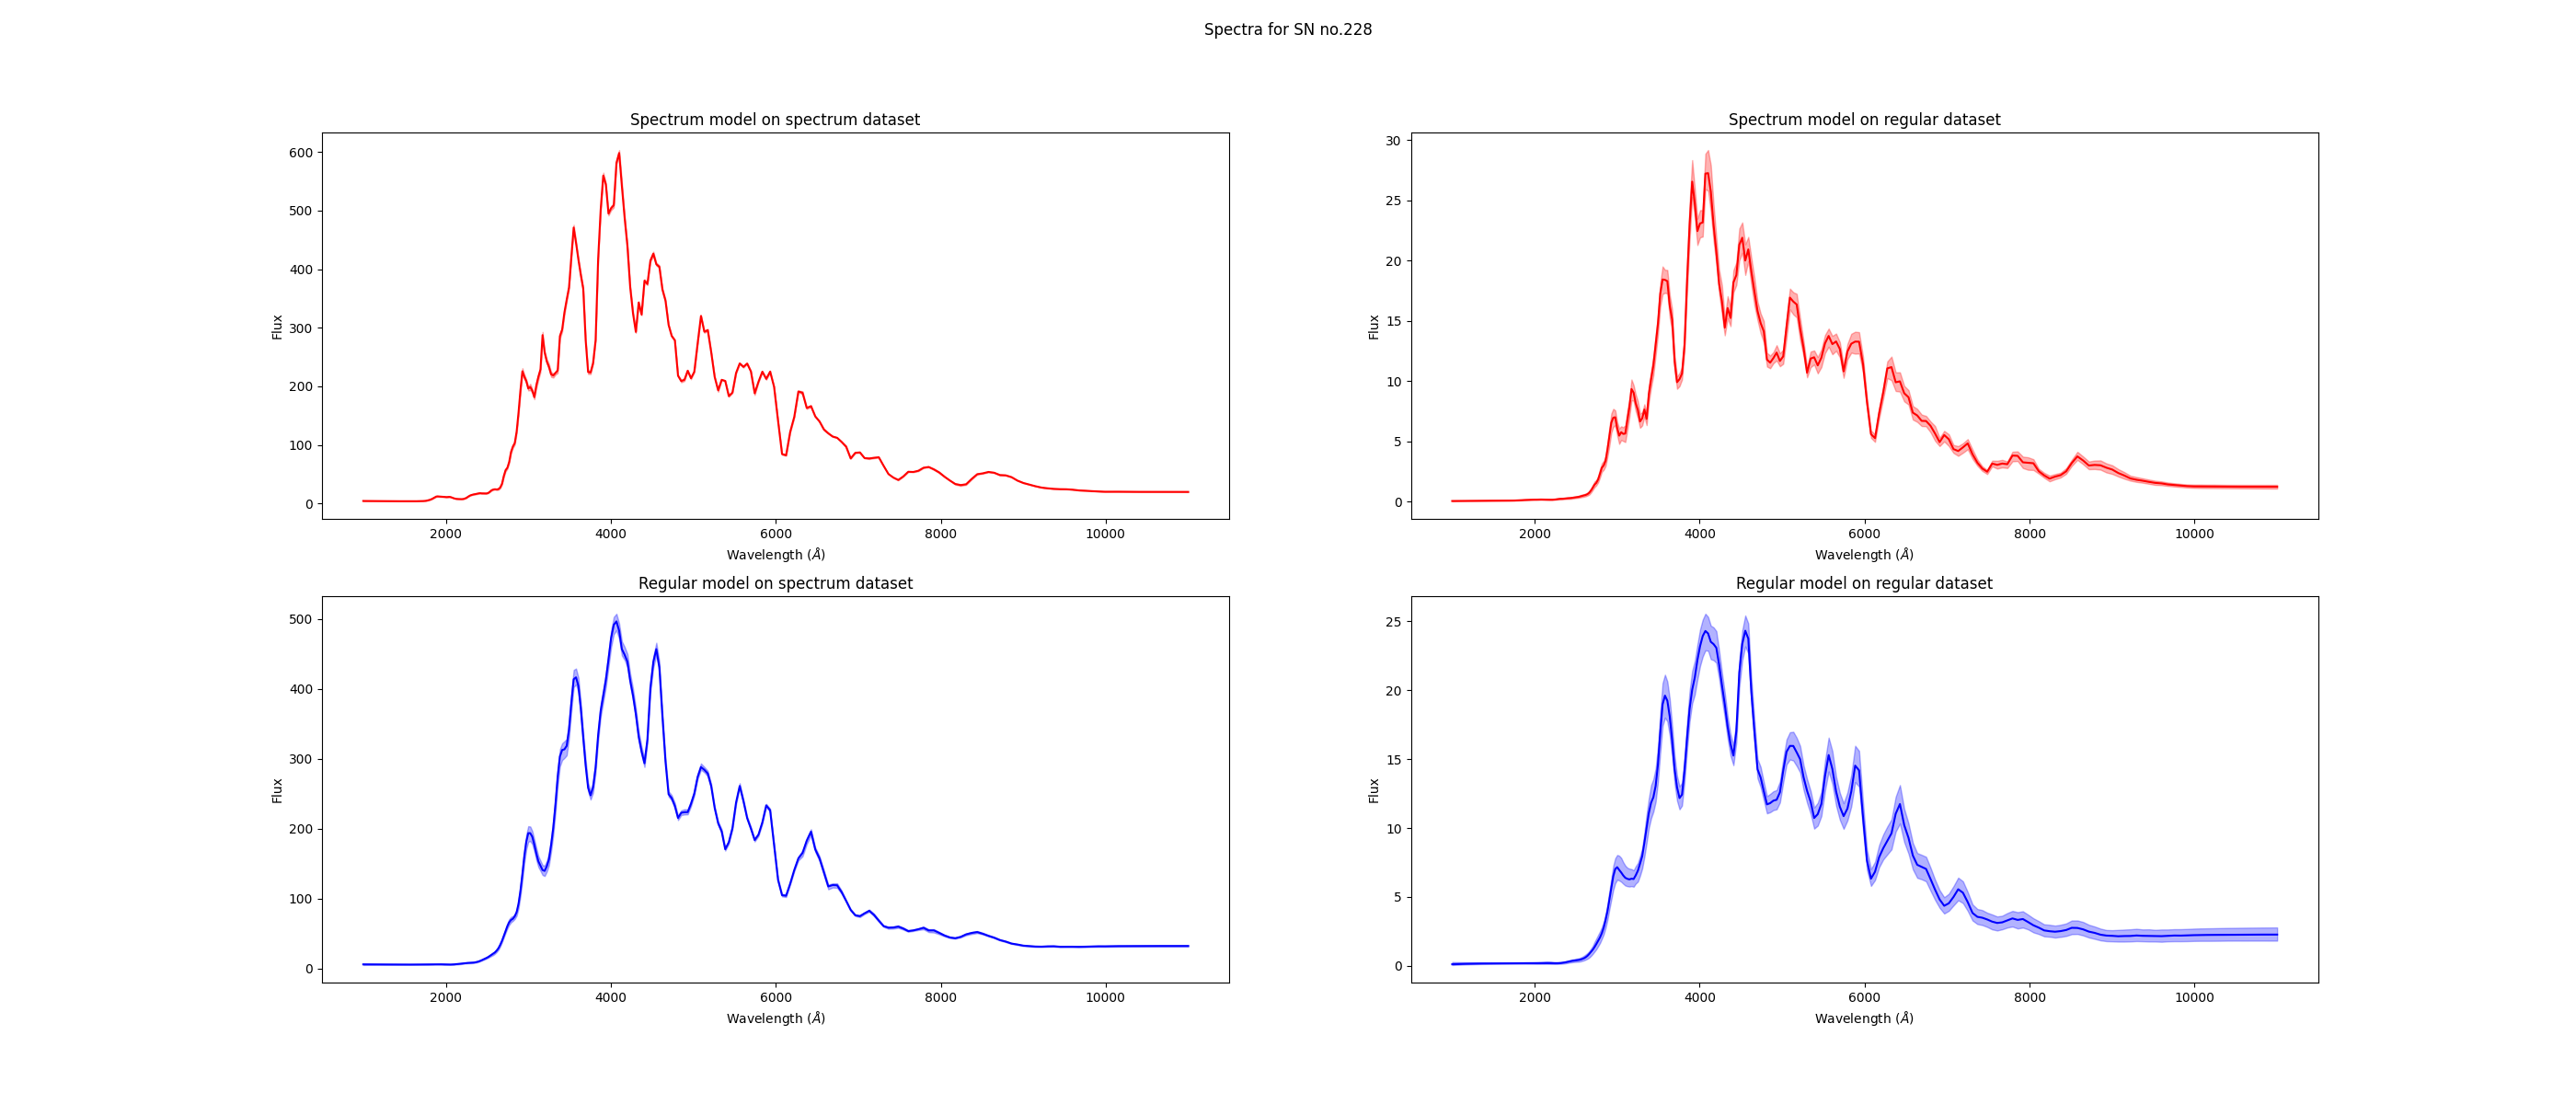 Spectra for SN no.228
Spectrum model on spectrum dataset
600
500
400
300
200
100
0
Flux
2000 4000 6000 8000 10000
Wavelength (Å)
Spectrum model on regular dataset
30
25
20
15
10
5
0
Flux
2000 4000 6000 8000 10000
Wavelength (Å)
Regular model on spectrum dataset
500
400
300
200
100
0
Flux
2000 4000 6000 8000 10000
Wavelength (Å)
Regular model on regular dataset
25
20
15
10
5
0
Flux
2000 4000 6000 8000 10000
Wavelength (Å)